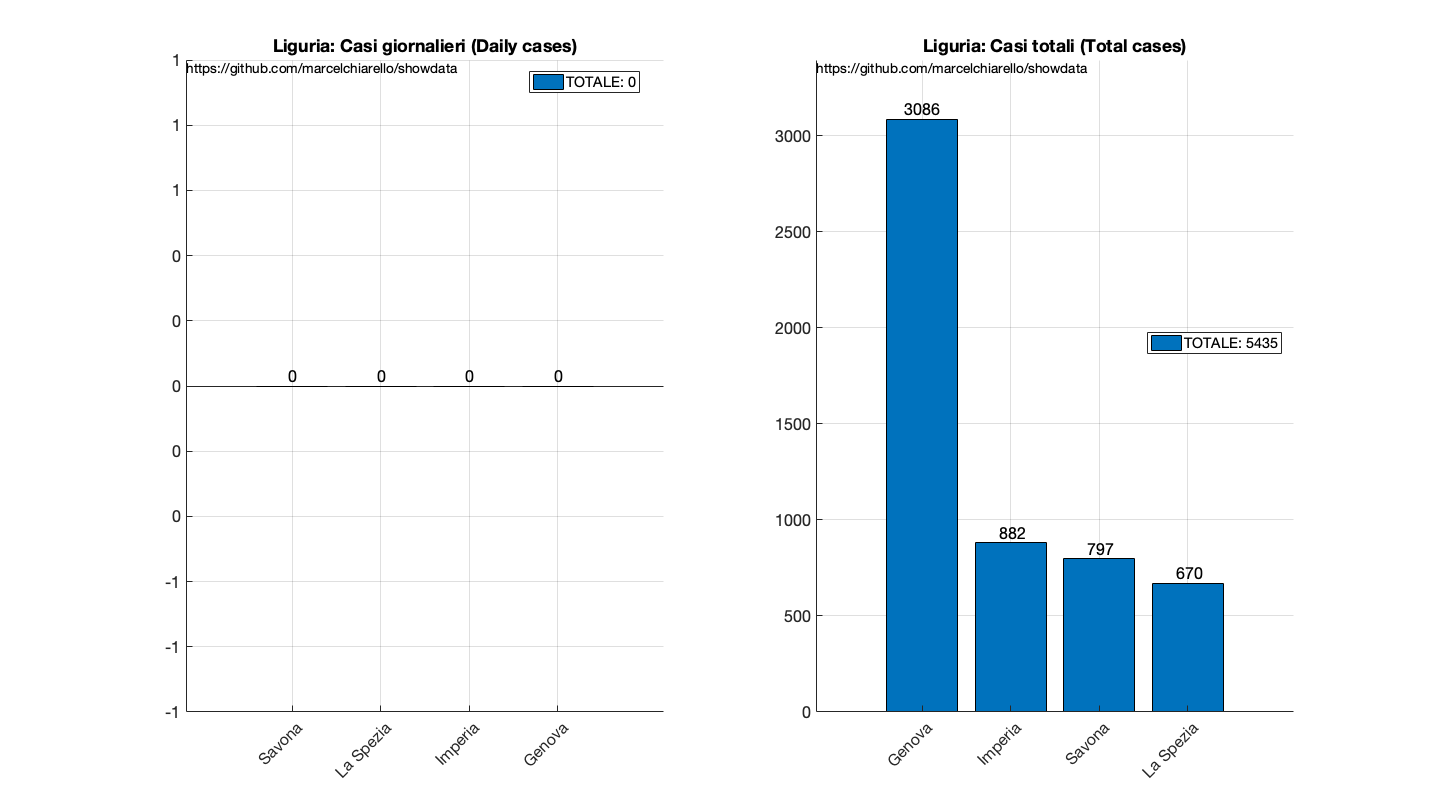 Liguria: Casi giornalieri (Daily cases)
https://github.com/marcelchiarello/showdata
TOTALE: 0
1
1
1
0
0
0
0
0
-1
-1
-1
0 0 0 0
Savona La Spezia Imperia Genova
Liguria: Casi totali (Total cases)
https://github.com/marcelchiarello/showdata
TOTALE: 5435
3000
2500
2000
1500
1000
500
0
3086
882
797
670
Genova Imperia Savona La Spezia